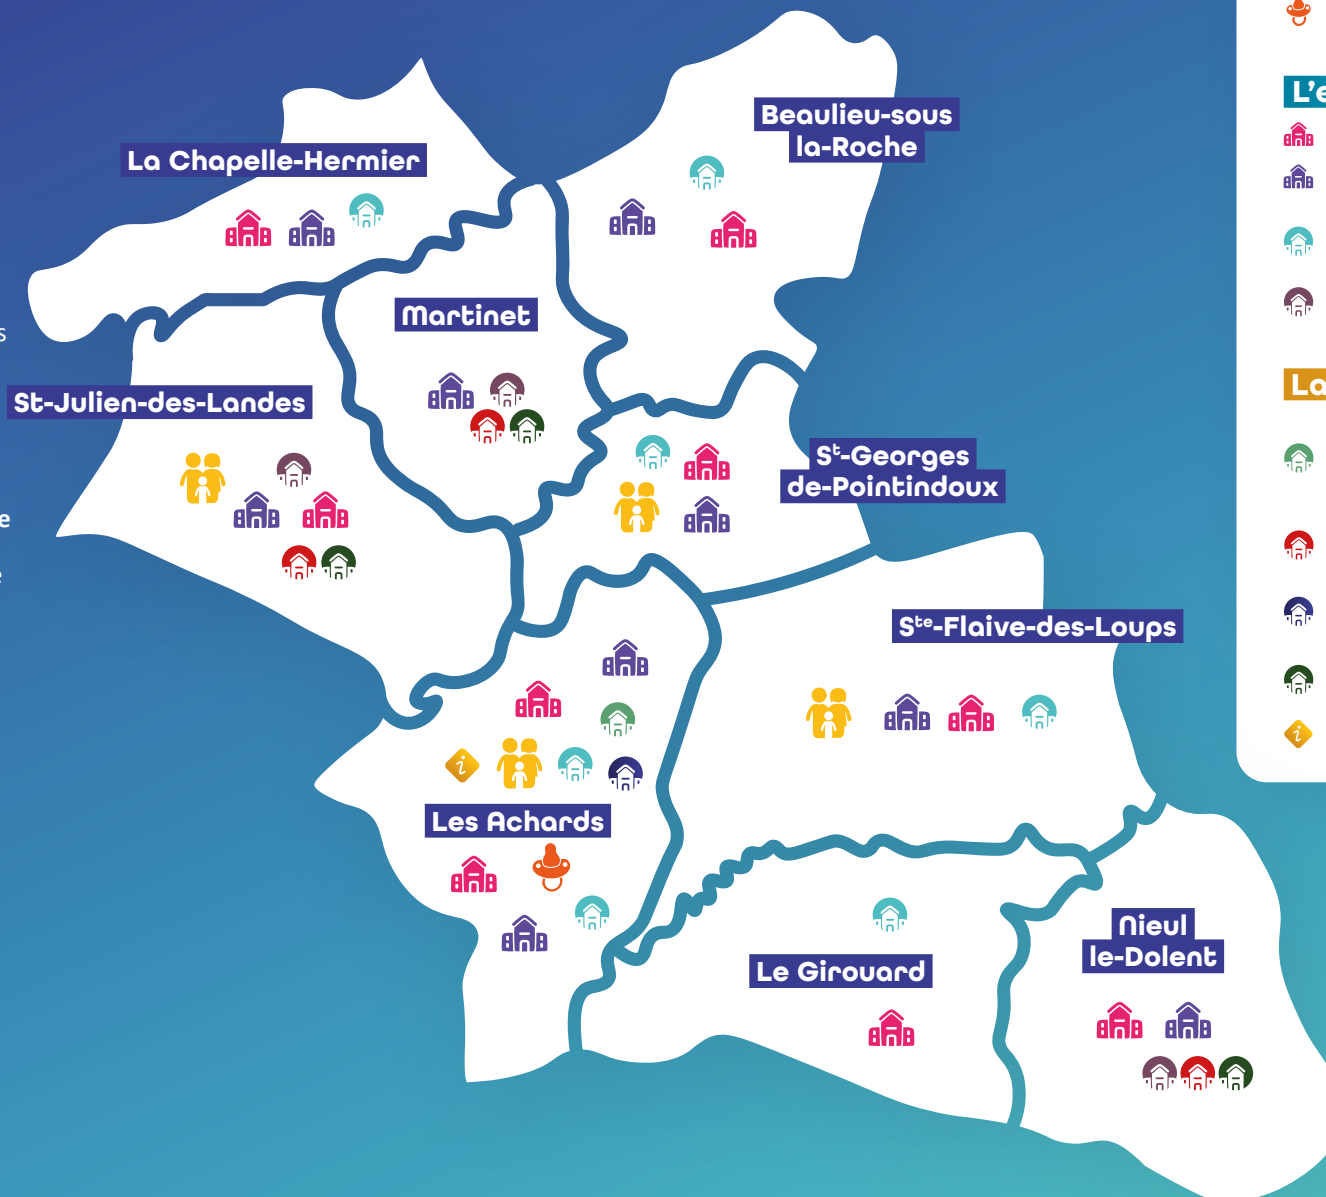 Beaulieu-sous
la-Roche
La Chapelle-Hermier
Martinet
St-Julien-des-Landes
St-Georges
de-Pointindoux
Ste-Flaive-des-Loups
Les Achards
Nieul
le-Dolent
Le Girouard
L'e
La
s
e
e
i
i